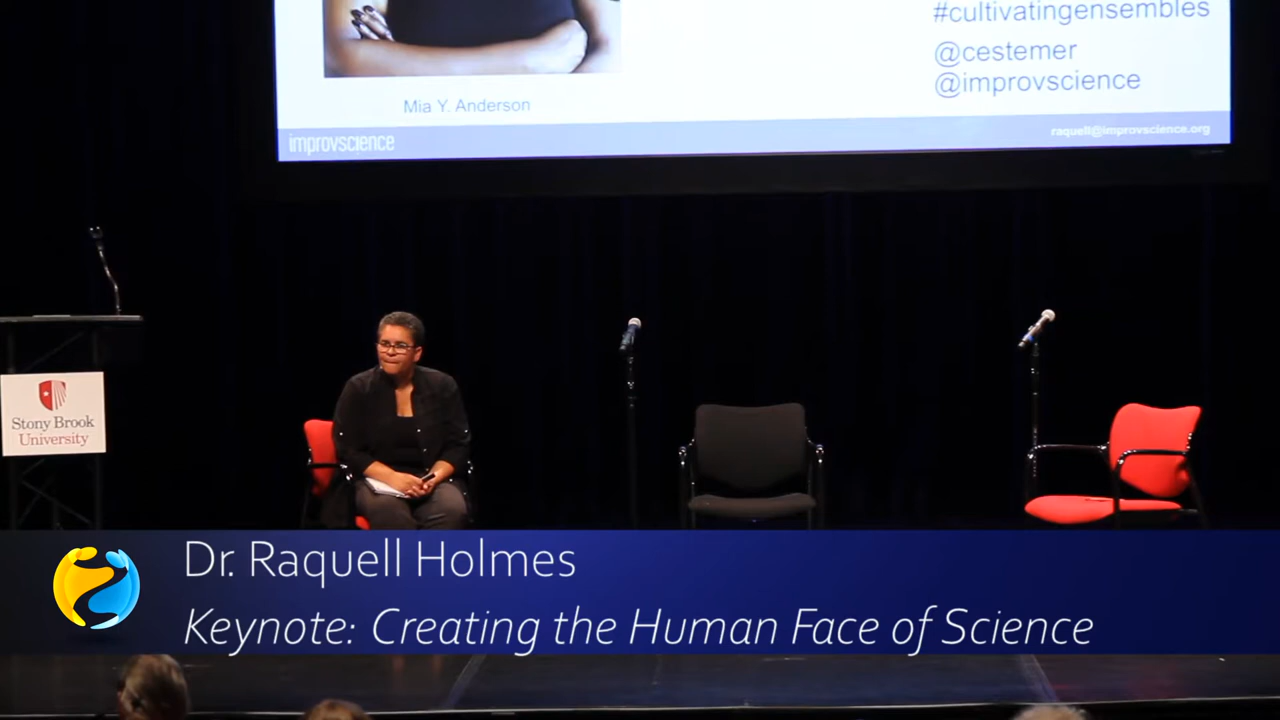 #cultivatingensembles
@cestemer
@improvscience
Mia Y. Anderson
improvscience
raquell@improvscience.org
Stony Brook
University
Dr. Raquell Holmes
Keynote: Creating the Human Face of Science